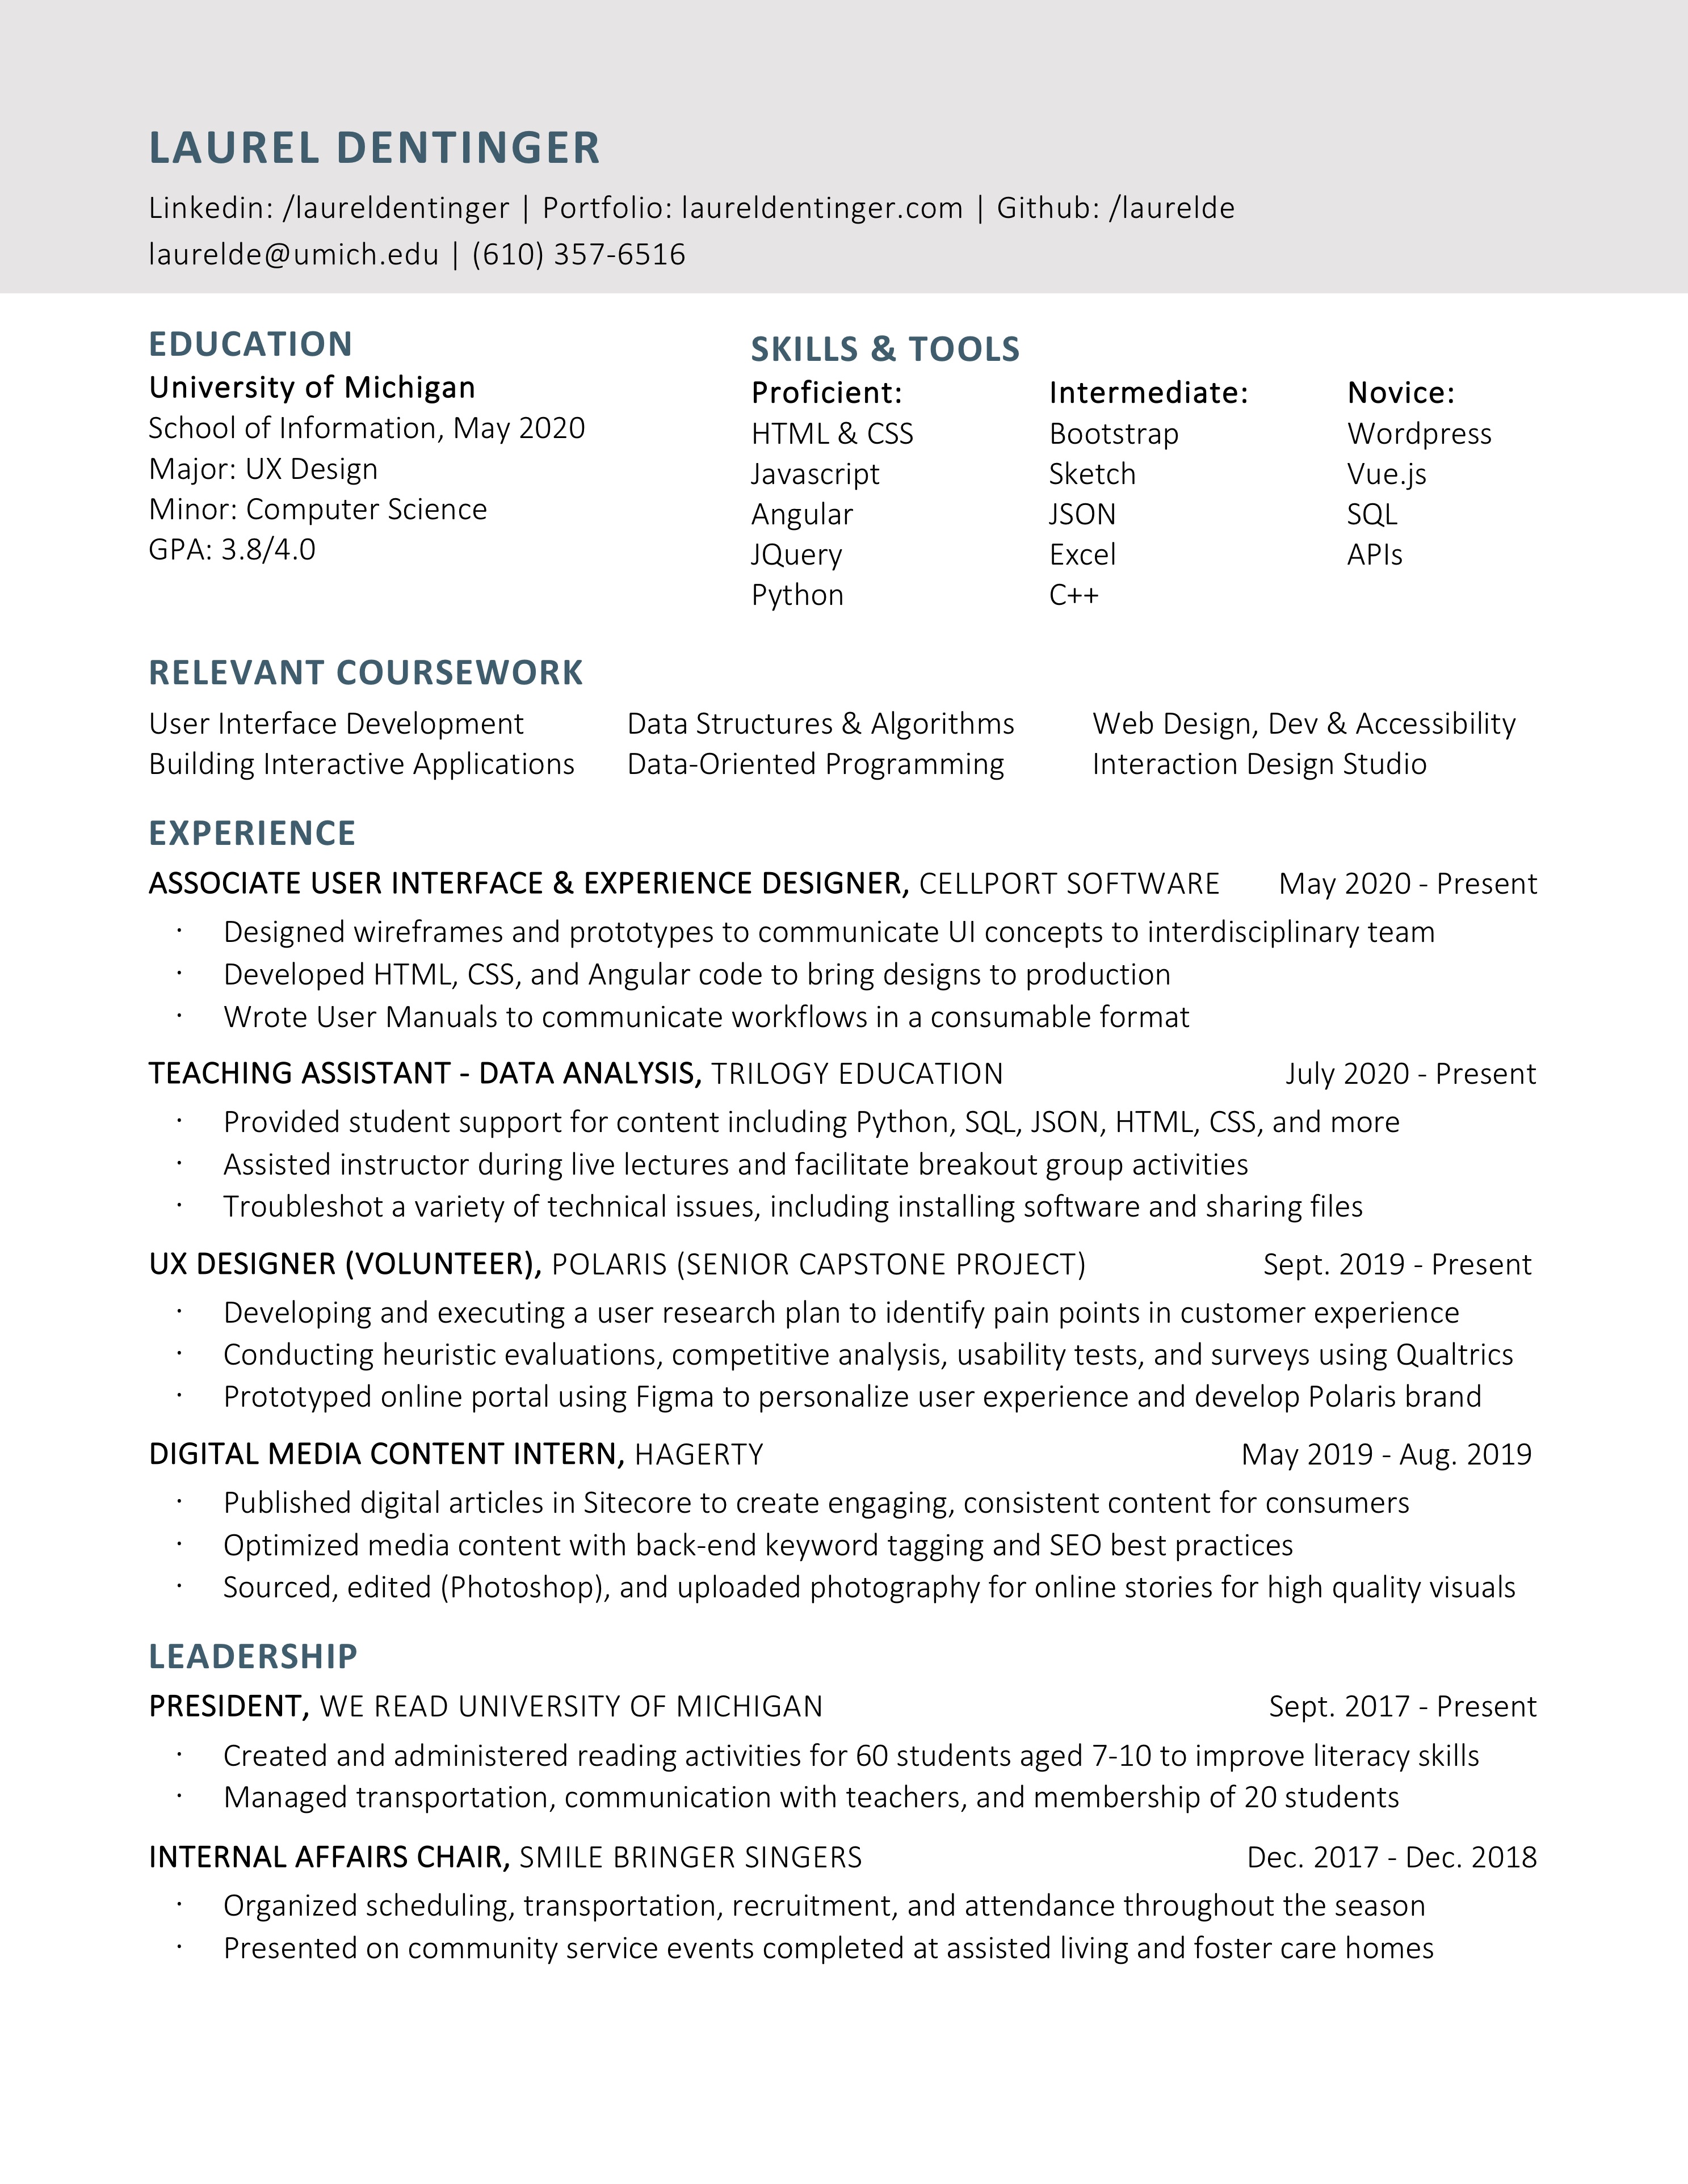 LAUREL DENTINGER
Linkedin: /laureldentinger | Portfolio: laureldentinger.com | Github: /laurelde
laurelde@umich.edu | (610) 357-6516
EDUCATION
University of Michigan
School of Information, May 2020
Major: UX Design
Minor: Computer Science
GPA: 3.8/4.0
SKILLS & TOOLS
Proficient:
HTML & CSS
Javascript
Angular
JQuery
Python
Intermediate:
Bootstrap
Sketch
JSON
Excel
C++
Novice:
Wordpress
Vue.js
SQL
APIs
RELEVANT COURSEWORK
User Interface Development Data Structures & Algorithms Web Design, Dev & Accessibility
Building Interactive Applications Data-Oriented Programming Interaction Design Studio
EXPERIENCE
ASSOCIATE USER INTERFACE & EXPERIENCE DESIGNER, CELLPORT SOFTWARE May 2020 - Present
· Designed wireframes and prototypes to communicate UI concepts to interdisciplinary team
· Developed HTML, CSS, and Angular code to bring designs to production
· Wrote User Manuals to communicate workflows in a consumable format
TEACHING ASSISTANT - DATA ANALYSIS, TRILOGY EDUCATION July 2020 - Present
· Provided student support for content including Python, SQL, JSON, HTML, CSS, and more
· Assisted instructor during live lectures and facilitate breakout group activities
· Troubleshot a variety of technical issues, including installing software and sharing files
UX DESIGNER (VOLUNTEER), POLARIS (SENIOR CAPSTONE PROJECT) Sept. 2019 - Present
· Developing and executing a user research plan to identify pain points in customer experience
· Conducting heuristic evaluations, competitive analysis, usability tests, and surveys using Qualtrics
· Prototyped online portal using Figma to personalize user experience and develop Polaris brand
DIGITAL MEDIA CONTENT INTERN, HAGERTY May 2019 - Aug. 2019
· Published digital articles in Sitecore to create engaging, consistent content for consumers
· Optimized media content with back-end keyword tagging and SEO best practices
· Sourced, edited (Photoshop), and uploaded photography for online stories for high quality visuals
LEADERSHIP
PRESIDENT, WE READ UNIVERSITY OF MICHIGAN Sept. 2017 - Present
· Created and administered reading activities for 60 students aged 7-10 to improve literacy skills
· Managed transportation, communication with teachers, and membership of 20 students
INTERNAL AFFAIRS CHAIR, SMILE BRINGER SINGERS Dec. 2017 - Dec. 2018
· Organized scheduling, transportation, recruitment, and attendance throughout the season
· Presented on community service events completed at assisted living and foster care homes